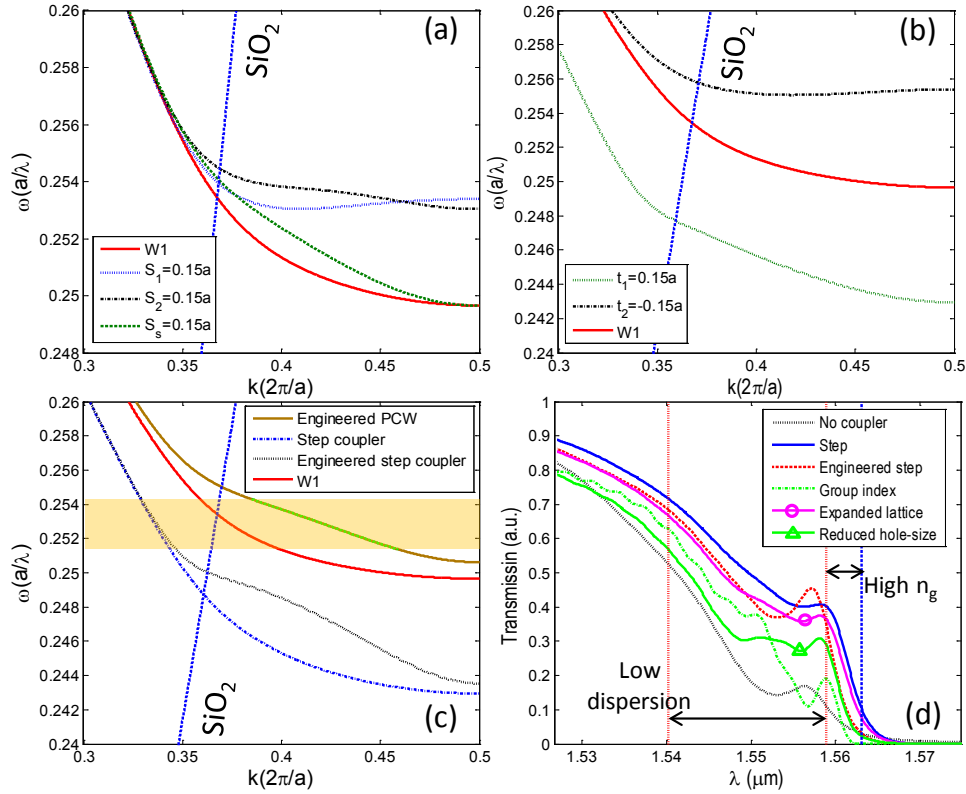 0.26
0.258
0.256
0.254
0.252
0.25
0.248
ω(a/λ)
0.3
0.35
0.4
0.45
0.5
k(2π/a)
(a)
SiO2
W1
S1=0.15a
S2=0.15a
Ss=0.15a
0.26
0.258
0.256
0.254
0.252
0.25
0.248
0.246
0.244
0.242
0.24
ω(a/λ)
0.3
0.35
0.4
0.45
0.5
k(2π/a)
(b)
SiO2
t1=0.15a
t2=-0.15a
W1
0.26
0.258
0.256
0.254
0.252
0.25
0.248
0.246
0.244
0.242
0.24
ω(a/λ)
0.3
0.35
0.4
0.45
0.5
k(2π/a)
(c)
SiO2
Engineered PCW
Step coupler
Engineered step coupler
W1
1
0.9
0.8
0.7
0.6
0.5
0.4
0.3
0.2
0.1
0
Transmissin (a.u.)
1.53
1.54
1.55
1.56
1.57
λ (μm)
(d)
No coupler
Step
Engineered step
Group index
Expanded lattice
Reduced hole-size
High ng
Low
dispersion